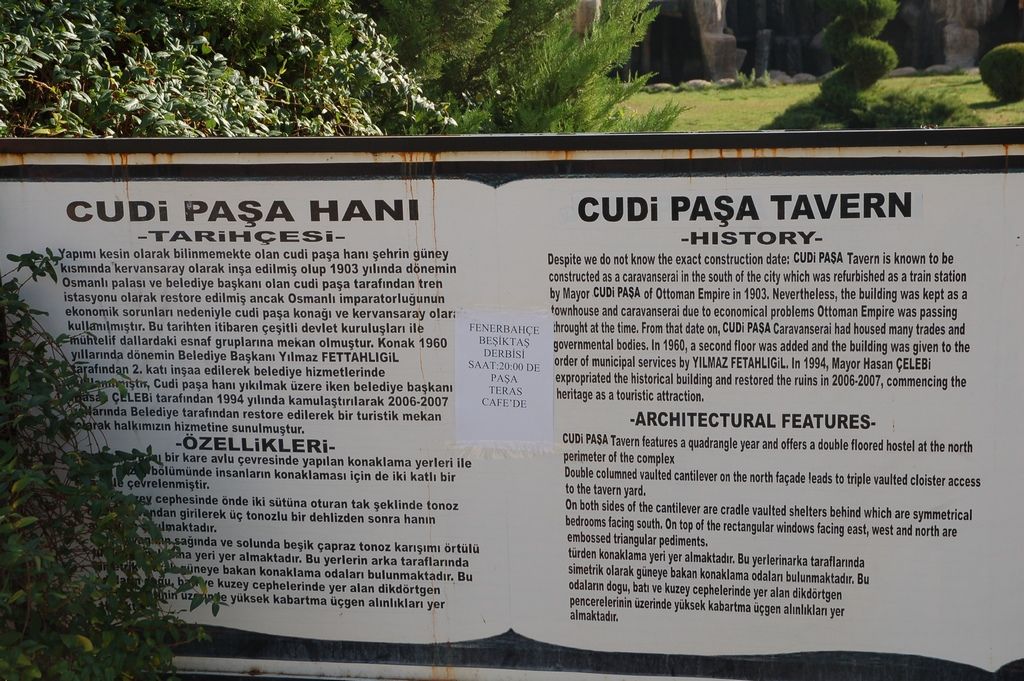 CUDi PAŞA HANI
-TARiHÇESi-
Yapımı kesin olarak bilinmemekte olan cudi paşa hanı şehrin güney
kısmında kervansaray olarak inşa edilmiş olup 1903 yılında dönemin
Osmanlı palası ve belediye başkanı olan cudi paşa tarafından tren
istasyonu olarak restore edilmiş ancak Osmanlı imparatorluğunun
ekonomik sorunları nedeniyle cudi paşa konağı ve kervansaray
kullanılmıştır. Bu tarihten itibaren çeşitli devlet kuruluşları ile
muhtelif dallardaki esnaf gruplarına mekan olmuştur. Konak 1960
yıllarında dönemin Belediye Başkanı Yılmaz FETTAHLIGiL
tarafından 2. katı inşaa edilerek belediye hizmetlerinde
Cudi paşa hanı yıkılmak üzere iken belediye başkanı
ÇELEBi tarafından 1994 yılında kamulaştırılarak 2006-2007
Belediye tarafından restore edilerek bir turistik mekan
halkımızın hizmetine sunulmuştur.
-ÖZELLiKLERi-
bir kare avlu çevresinde yapılan konaklama yerleri ile
bölümünde insanların konaklaması için de iki katlı bir
çevrelenmiştir.
cephesinde önde iki sütüna oturan tak şeklinde tonoz
girilerek üç tonozlu bir dehlizden sonra hanın
sağında ve solunda beşik çapraz tonoz karışımı örtülü
yeri yer almaktadır. Bu yerlerin arka taraflarında
güneye bakan konaklama odaları bulunmaktadır. Bu
ve kuzey cephelerinde yer alan dikdörtgen
yüksek kabartma üçgen alınlıkları yer
FENERBAHÇE
BEŞİKTAŞ
DERBİSİ
SAAT:20:00 DE
PAŞA
TERAS
CAFE'DE
CUDi PAŞA TAVERN
-HISTORY-
Despite we do not know the exact construction date; CUDi PAŞA Tavern is known to be
constructed as a caravanserai in the south of the city which was refurbished as a train station
by Mayor CUDi PAŞA of Ottoman Empire in 1903. Nevertheless, the building was kept as a
townhouse and caravanserai due to economical problems Ottoman Empire was passing
throught at the time. From that date on, CUDi PAŞA Caravanserai had housed many trades and
governmental bodies. In 1960, a second floor was added and the building was given to the
order of municipal services by YILMAZ FETAHLIGiL. In 1994, Mayor Hasan ÇELEBi
expropriated the historical building and restored the ruins in 2006-2007, commencing the
heritage as a touristic attraction.
-ARCHITECTURAL FEATURES-
CUDi PAŞA Tavern features a quadrangle year and offers a double floored hostel at the north
perimeter of the complex
Double columned vaulted cantilever on the north façade leads to triple vaulted cloister access
to the tavern yard.
On both sides of the cantilever are cradle vaulted shelters behind which are symmetrical
bedrooms facing south. On top of the rectangular windows facing east, west and north are
embossed triangular pediments.
türden konaklama yeri yer almaktadır. Bu yerlerinarka taraflarında
simetrik olarak güneye bakan konaklama odaları bulunmaktadır. Bu
odaların dogu, batı ve kuzey cephelerinde yer alan dikdörtgen
pencerelerinin üzerinde yüksek kabartma üçgen alınlıkları yer
almaktadır.